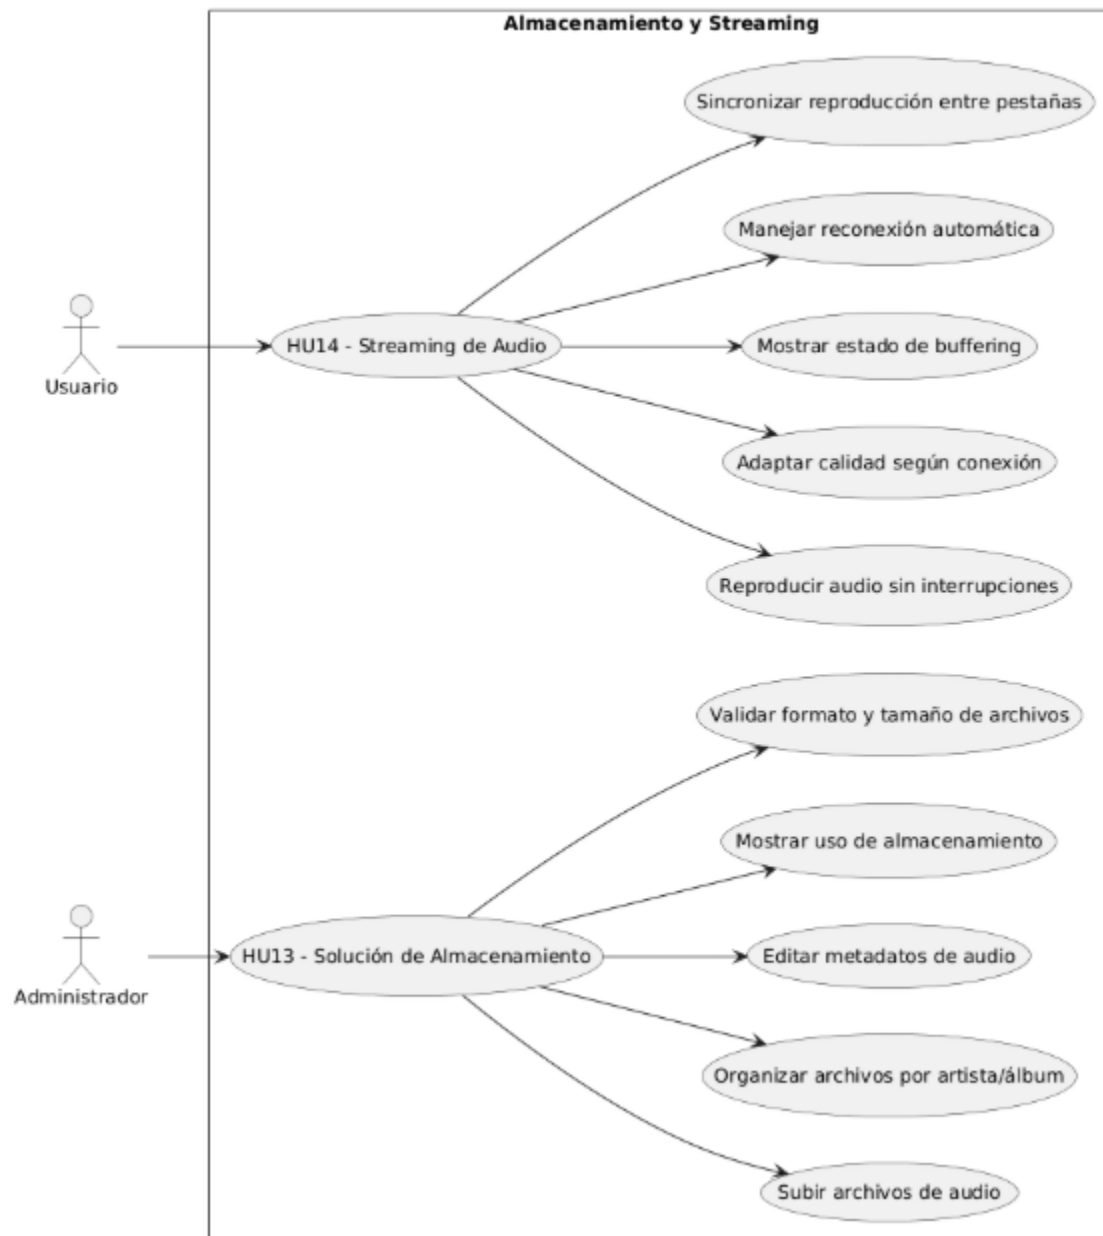 Almacenamiento y Streaming
Sincronizar reproducción entre pestañas
Manejar reconexión automática
HU14 - Streaming de Audio
Mostrar estado de buffering
Usuario
Adaptar calidad según conexión
Reproducir audio sin interrupciones
Validar formato y tamaño de archivos
Mostrar uso de almacenamiento
HU13 - Solución de Almacenamiento
Editar metadatos de audio
Administrador
Organizar archivos por artista/álbum
Subir archivos de audio